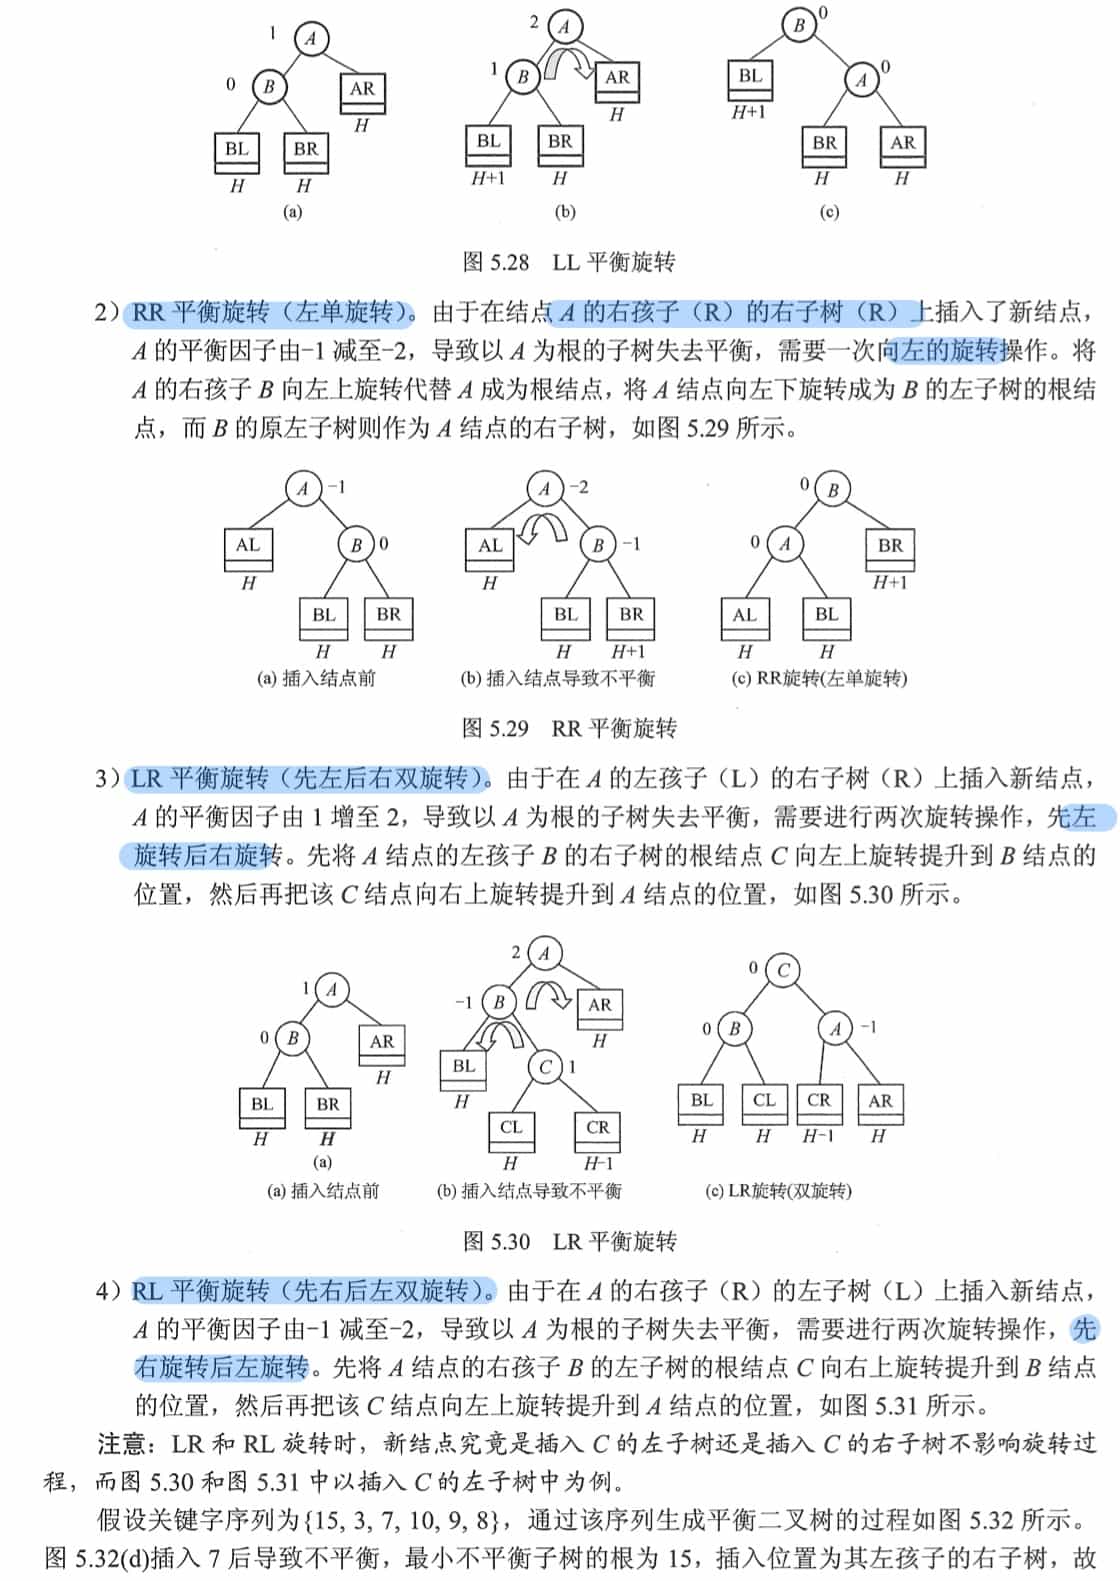 1 A
0 B AR
H
BL BR
H H
(a)
2 A
1 B AR
H
BL BR
H+1 H
(b)
B 0
BL A 0
H+1
BR AR
H H
(c)
图 5.28 LL 平衡旋转
2）RR 平衡旋转（左单旋转）。由于在结点 A 的右孩子（R）的右子树（R）上插入了新结点，
A 的平衡因子由-1 减至-2，导致以 A 为根的子树失去平衡，需要一次向左的旋转操作。将
A 的右孩子 B 向左上旋转代替 A 成为根结点，将 A 结点向左下旋转成为 B 的左子树的根结
点，而 B 的原左子树则作为 A 结点的右子树，如图 5.29 所示。
A -1
AL B 0
H
BL BR
H H
(a) 插入结点前
A -2
AL B -1
H
BL BR
H H+1
(b) 插入结点导致不平衡
0 B
0 A BR
H+1
AL BL
H H
(c) RR旋转(左单旋转)
图 5.29 RR 平衡旋转
3）LR 平衡旋转（先左后右双旋转）。由于在 A 的左孩子（L）的右子树（R）上插入新结点，
A 的平衡因子由 1 增至 2，导致以 A 为根的子树失去平衡，需要进行两次旋转操作，先左
旋转后右旋转。先将 A 结点的左孩子 B 的右子树的根结点 C 向左上旋转提升到 B 结点的
位置，然后再把该 C 结点向右上旋转提升到 A 结点的位置，如图 5.30 所示。
1 A
0 B AR
H
BL BR
H H
(a)
(a) 插入结点前
2 A
-1 B AR
H
BL C 1
H
CL CR
H H-1
(b) 插入结点导致不平衡
0 C
0 B A -1
BL CL CR AR
H H H-1 H
(c) LR旋转(双旋转)
图 5.30 LR 平衡旋转
4）RL 平衡旋转（先右后左双旋转）。由于在 A 的右孩子（R）的左子树（L）上插入新结点，
A 的平衡因子由-1 减至-2，导致以 A 为根的子树失去平衡，需要进行两次旋转操作，先
右旋转后左旋转。先将 A 结点的右孩子 B 的左子树的根结点 C 向右上旋转提升到 B 结点
的位置，然后再把该 C 结点向左上旋转提升到 A 结点的位置，如图 5.31 所示。
注意：LR 和 RL 旋转时，新结点究竟是插入 C 的左子树还是插入 C 的右子树不影响旋转过
程，而图 5.30 和图 5.31 中以插入 C 的左子树中为例。
假设关键字序列为{15, 3, 7, 10, 9, 8}，通过该序列生成平衡二叉树的过程如图 5.32 所示。
图 5.32(d)插入 7 后导致不平衡，最小不平衡子树的根为 15，插入位置为其左孩子的右子树，故